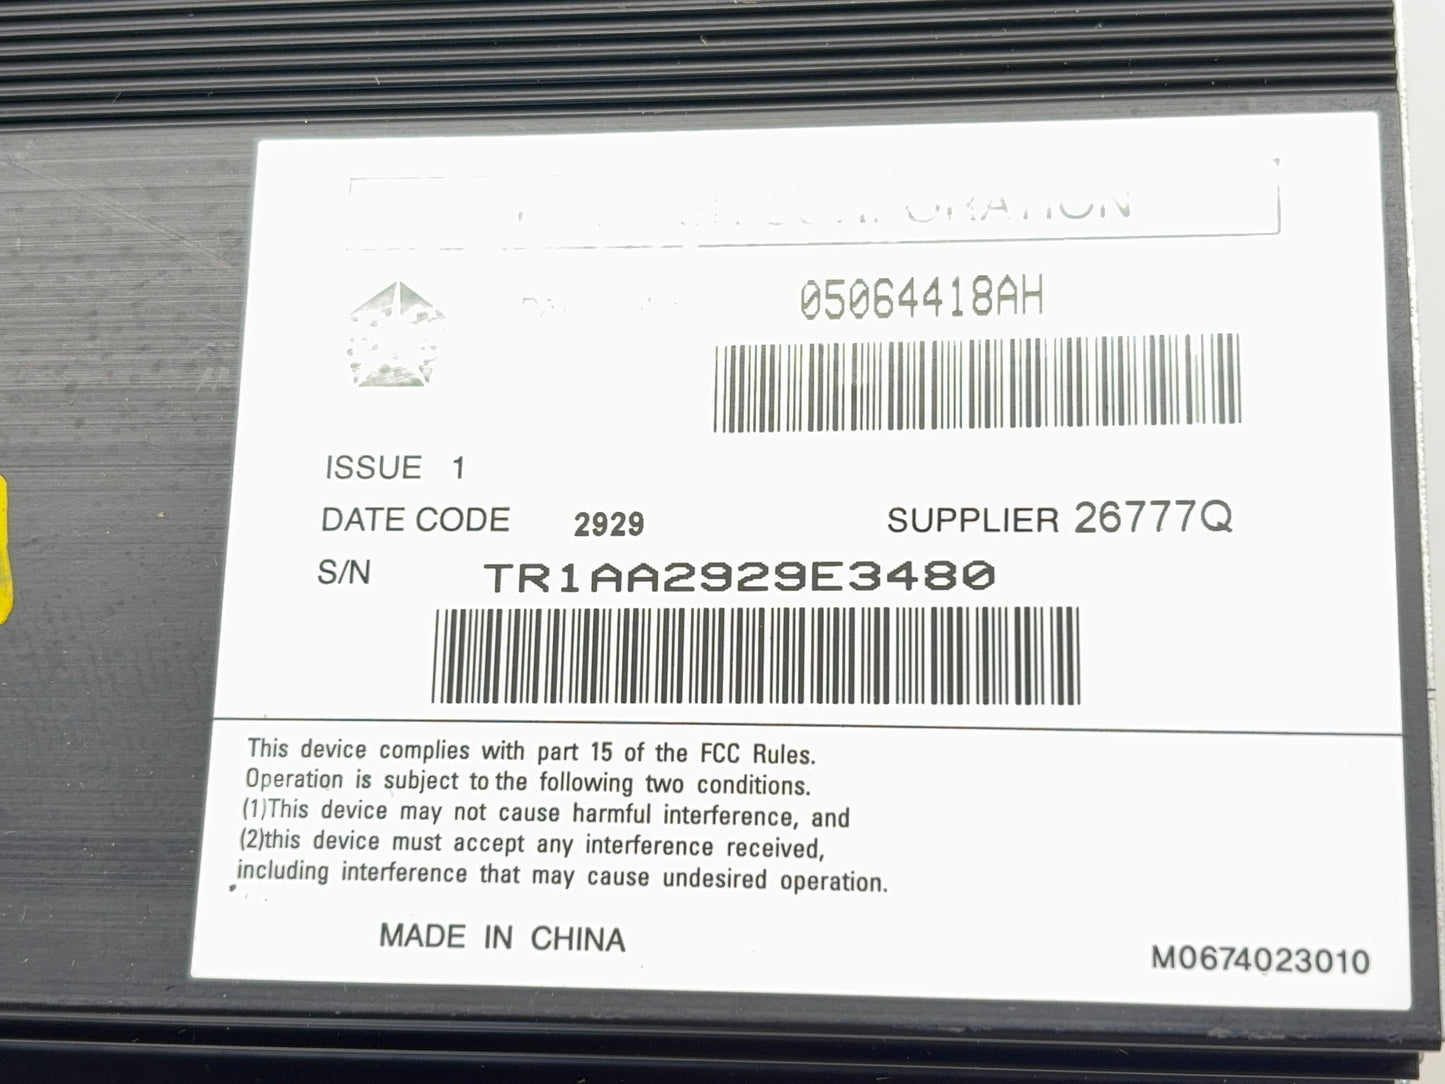 05064418AH
ISSUE 1
DATE CODE 2929 SUPPLIER 26777Q
S/N TR1AA2929E3480
This device complies with part 15 of the FCC Rules.
Operation is subject to the following two conditions.
(1)This device may not cause harmful interference, and
(2)this device must accept any interference received,
including interference that may cause undesired operation.
MADE IN CHINA
M0674023010